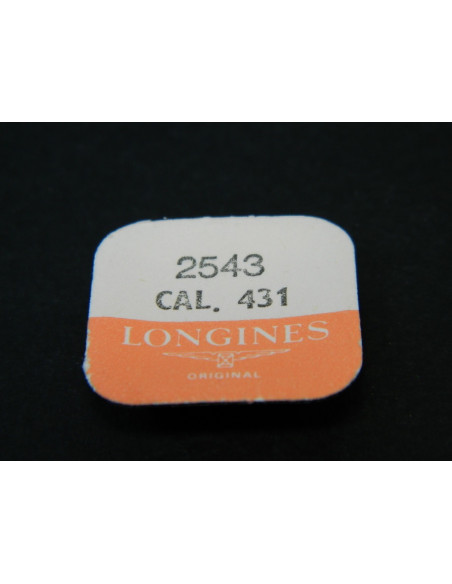 2543
CAL. 431
LONGINES
ORIGINAL